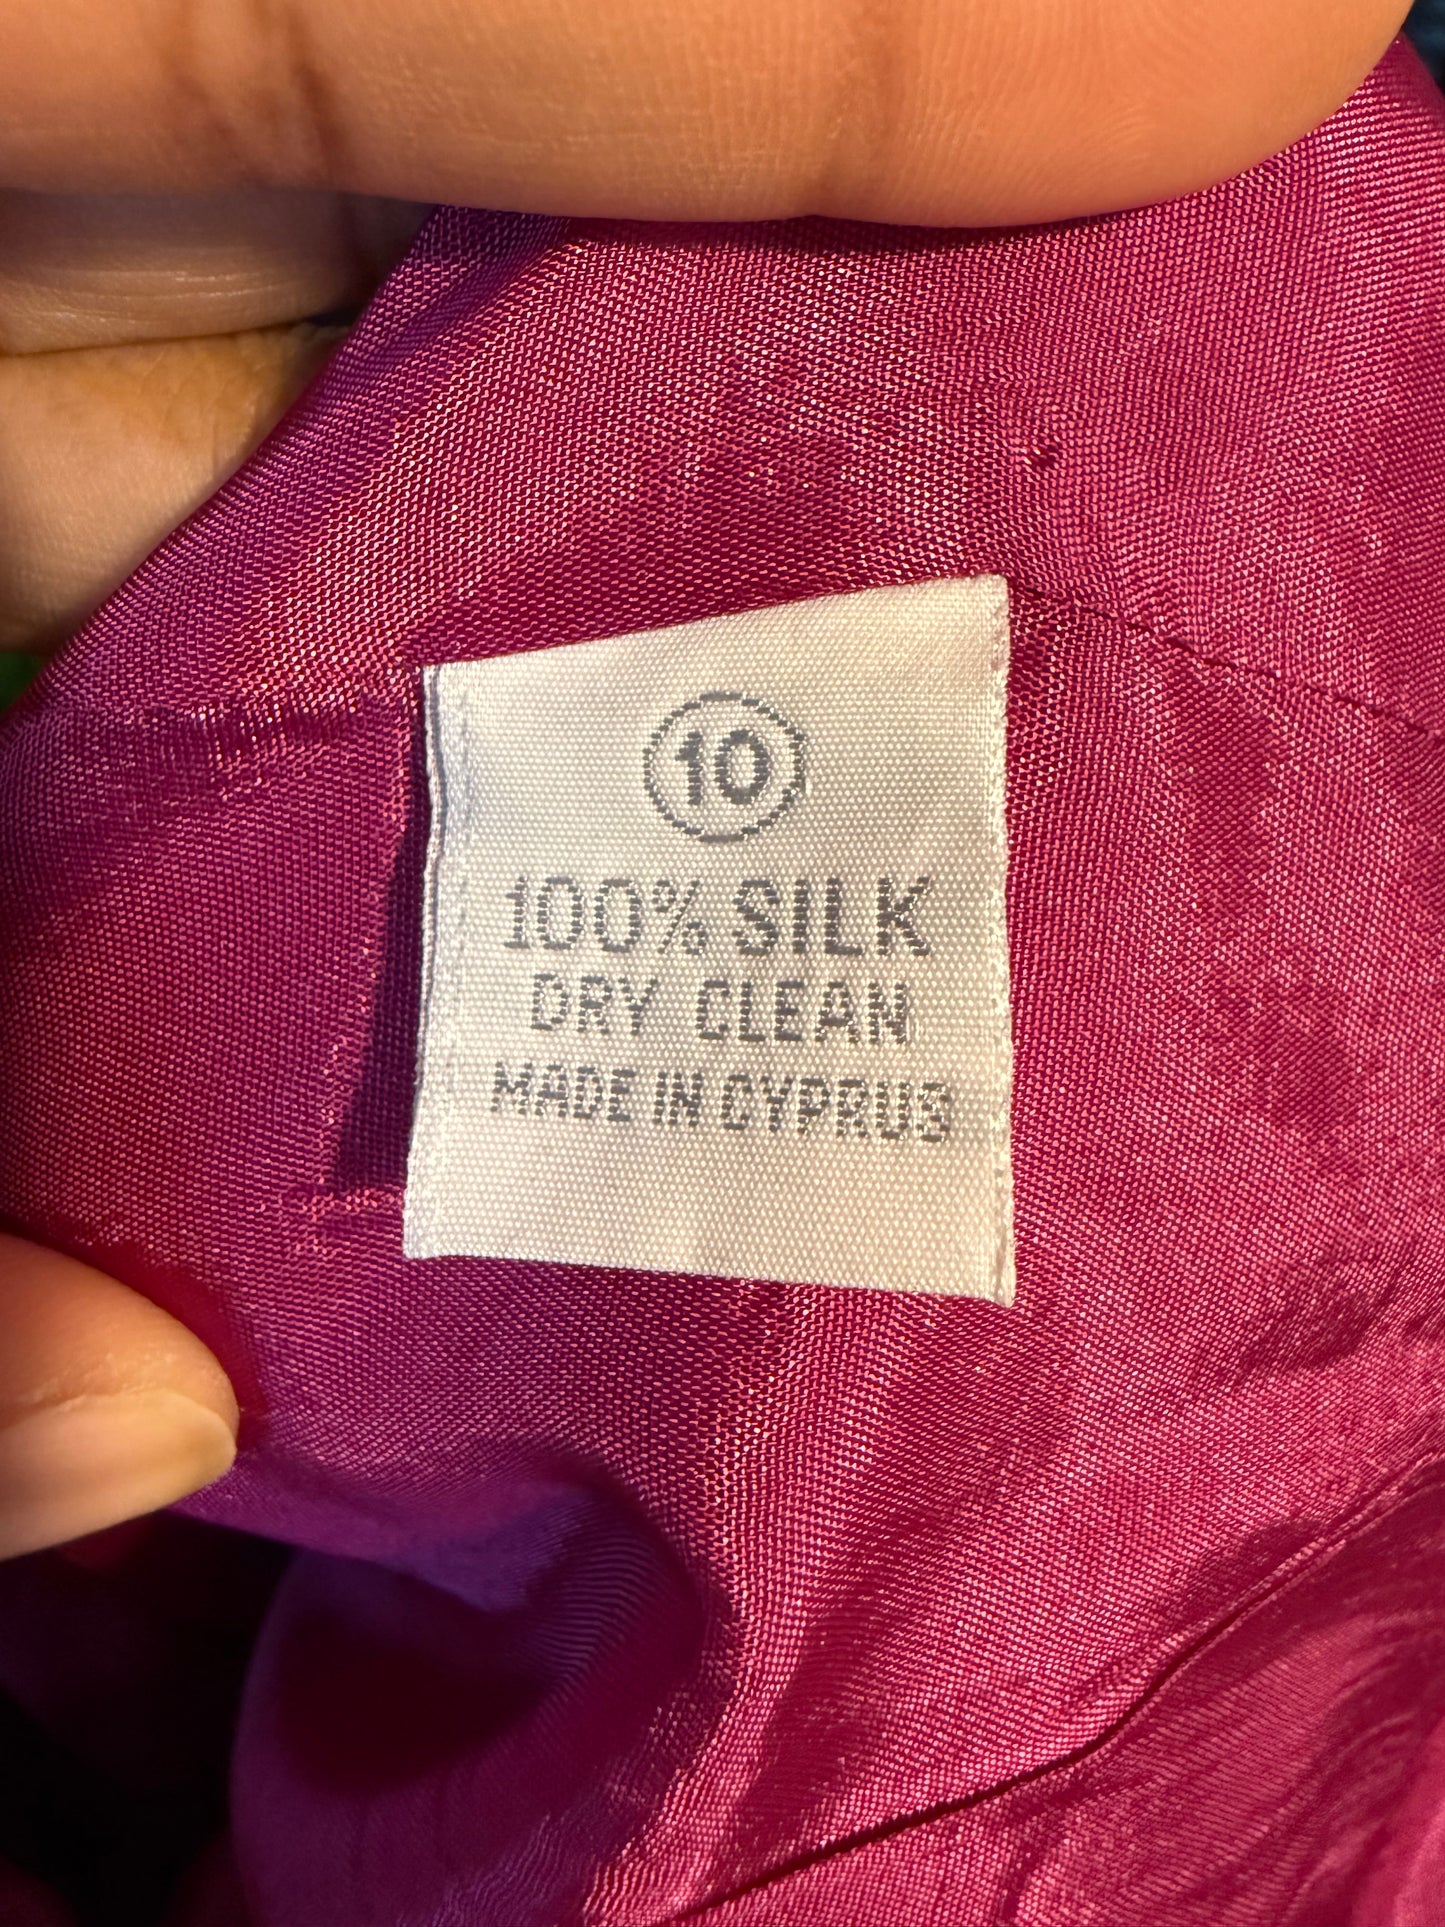 10
100% SILK
DRY CLEAN
MADE IN CYPRUS